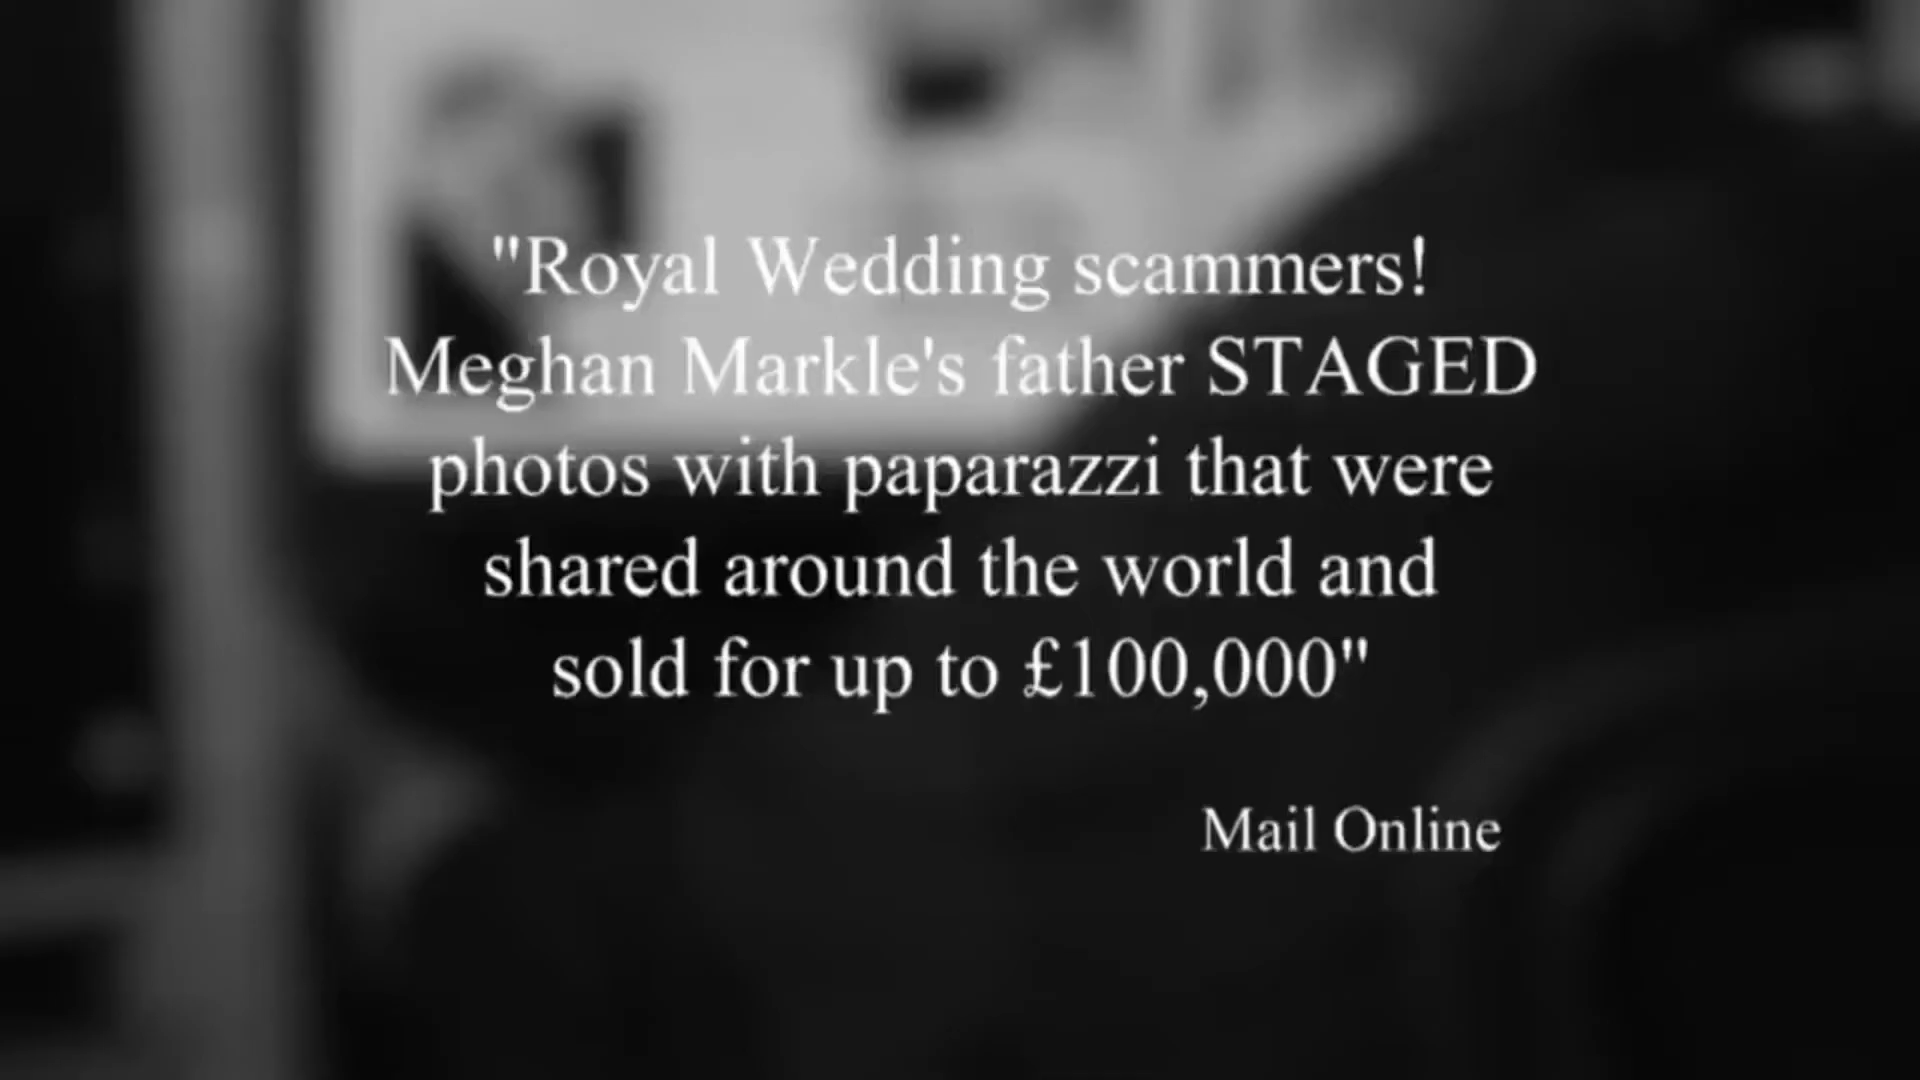 "Royal Wedding scammers!
Meghan Markle's father STAGED
photos with paparazzi that were
shared around the world and
sold for up to £100,000"
Mail Online